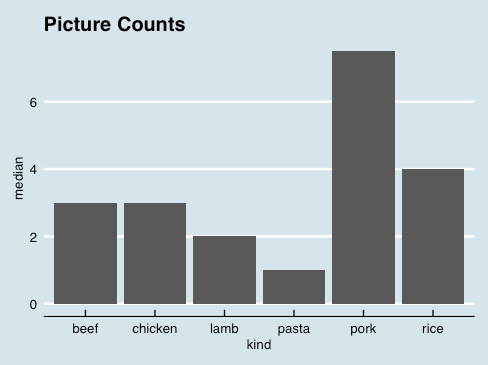 Picture Counts
6
4
2
0
median
beef chicken lamb pasta pork rice
kind